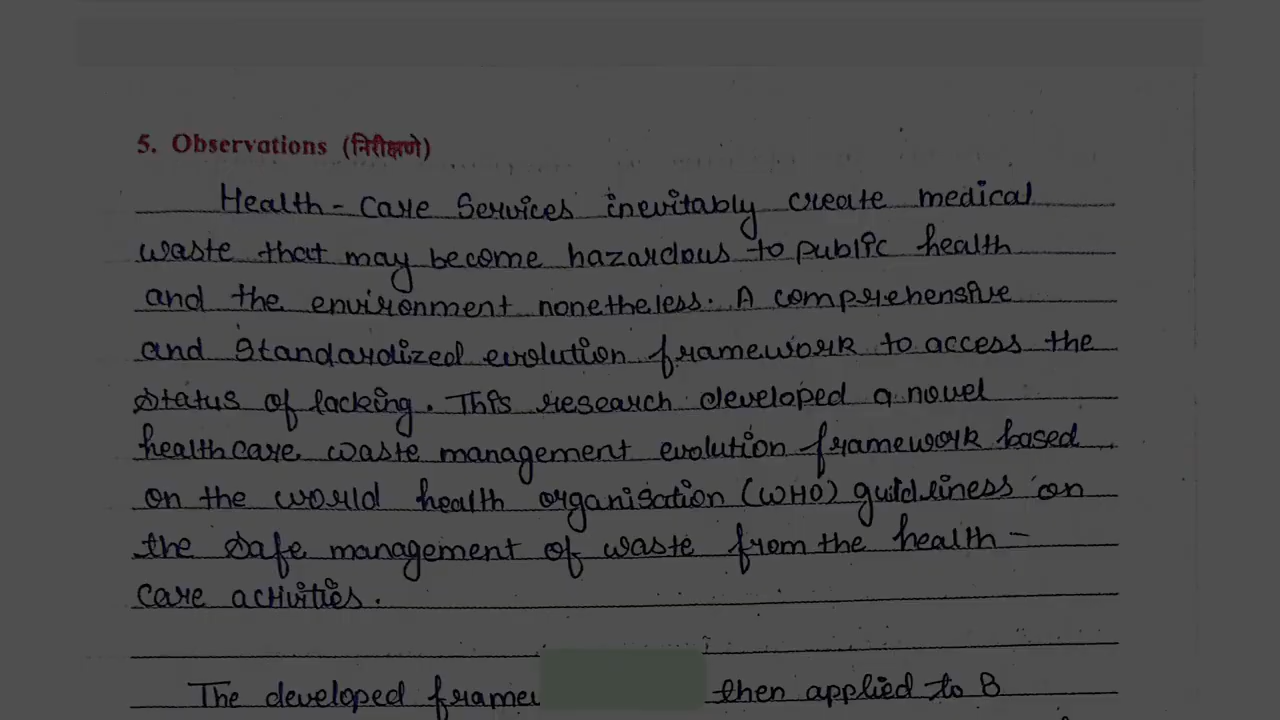 5. Observations (निरीक्षणे)
Health-care Services inevitably create medical
waste that may become hazardous to public health
and the environment nonetheless. A comprehensive
and Standardized evolution framework to access the
status of lacking. This research developed a novel
healthcare waste management evolution framework based
on the world health organisation (WHO) guidliness on
the safe management of waste from the health-
care activities.
The developed framew then applied to 8